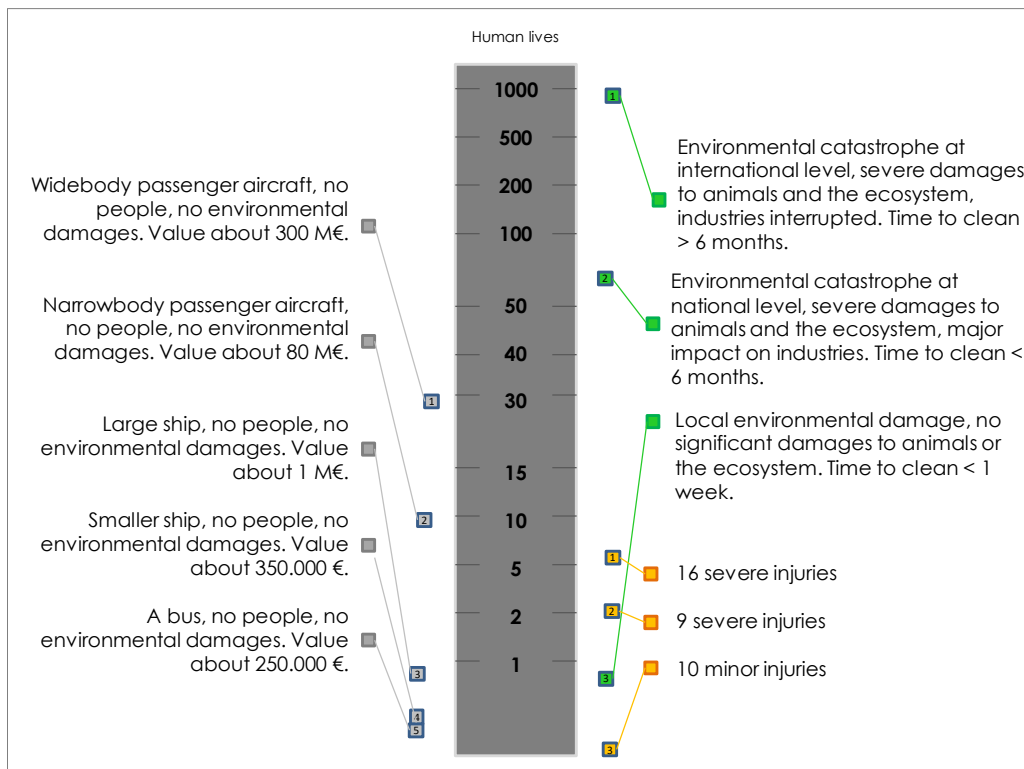 Human lives
1000
500
200
100
50
40
30
15
10
5
2
1
Widebody passenger aircraft, no
people, no environmental
damages. Value about 300 M€.
Narrowbody passenger aircraft,
no people, no environmental
damages. Value about 80 M€.
Large ship, no people, no
environmental damages. Value
about 1 M€.
Smaller ship, no people, no
environmental damages. Value
about 350.000 €.
A bus, no people, no
environmental damages. Value
about 250.000 €.
1
2
3
4
5
1
2
3
1
2
3
Environmental catastrophe at
international level, severe damages
to animals and the ecosystem,
industries interrupted. Time to clean
> 6 months.
Environmental catastrophe at
national level, severe damages to
animals and the ecosystem, major
impact on industries. Time to clean <
6 months.
Local environmental damage, no
significant damages to animals or
the ecosystem. Time to clean < 1
week.
16 severe injuries
9 severe injuries
10 minor injuries